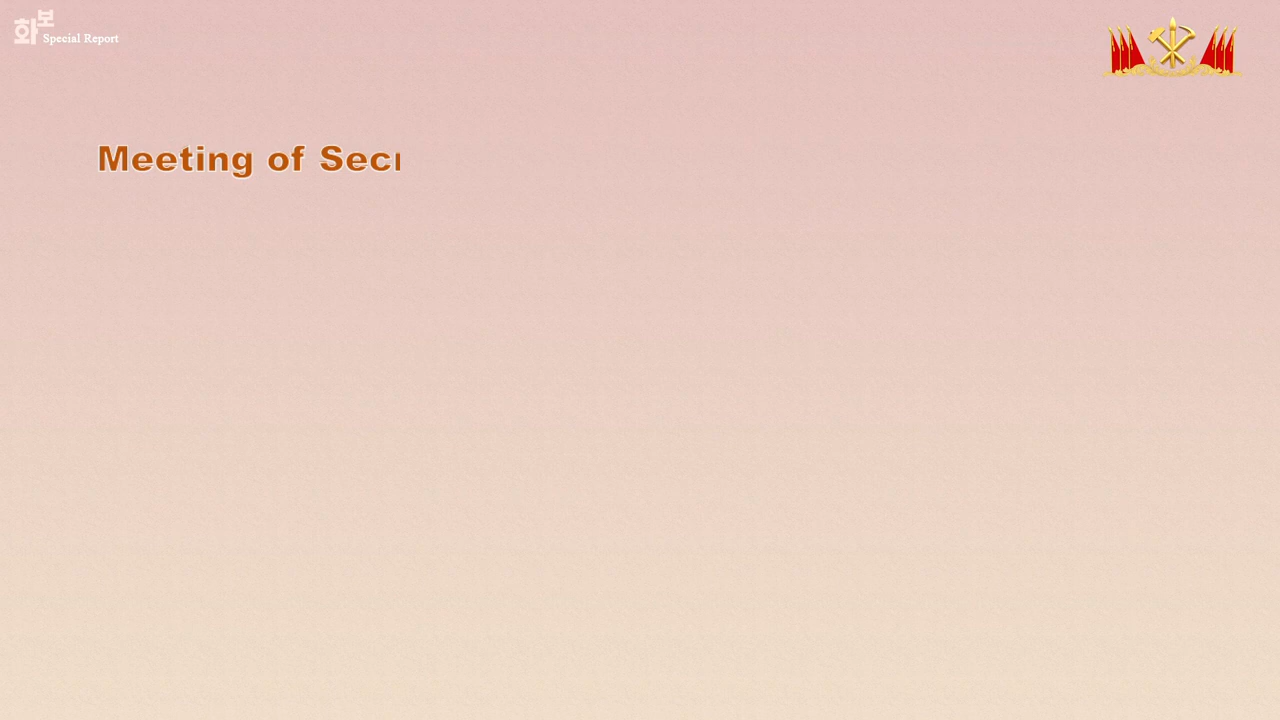 화보
Special Report
Meeting of Sec